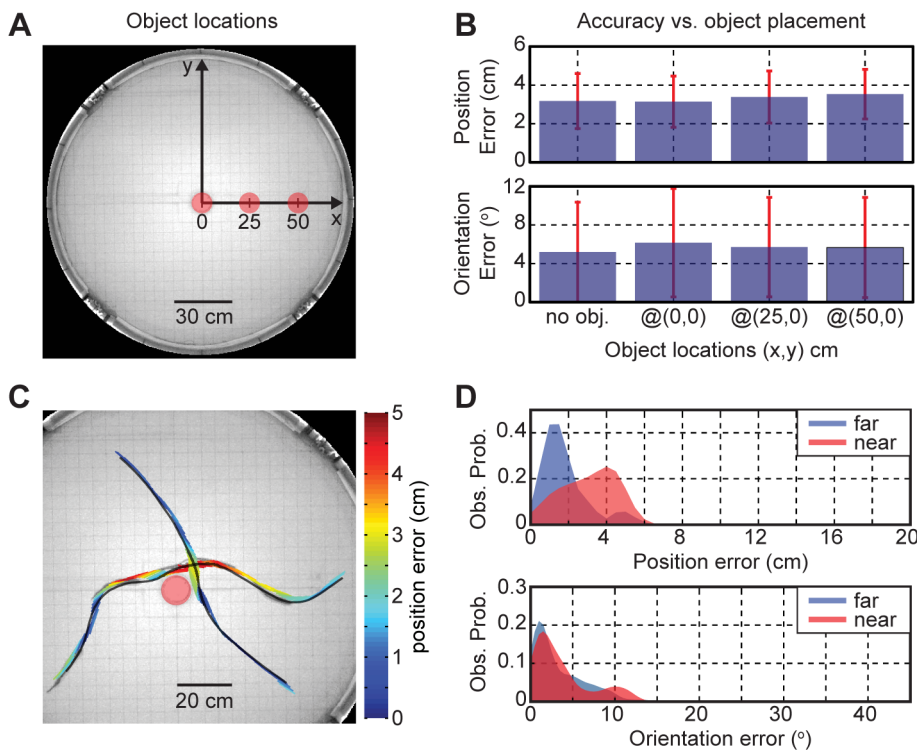 A
Object locations
y
0
25
50
x
30 cm
B
Accuracy vs. object placement
Position
Error (cm)
6
4
2
0
Orientation
Error (°)
12
8
4
0
no obj.
@(0,0)
@(25,0)
@(50,0)
Object locations (x,y) cm
C
20 cm
5
4
3
2
1
0
position error (cm)
D
Obs. Prob.
0.4
0.2
0
far
near
0
4
8
12
16
20
Position error (cm)
Obs. Prob.
0.3
0.2
0.1
0
far
near
0
10
20
30
40
Orientation error (°)